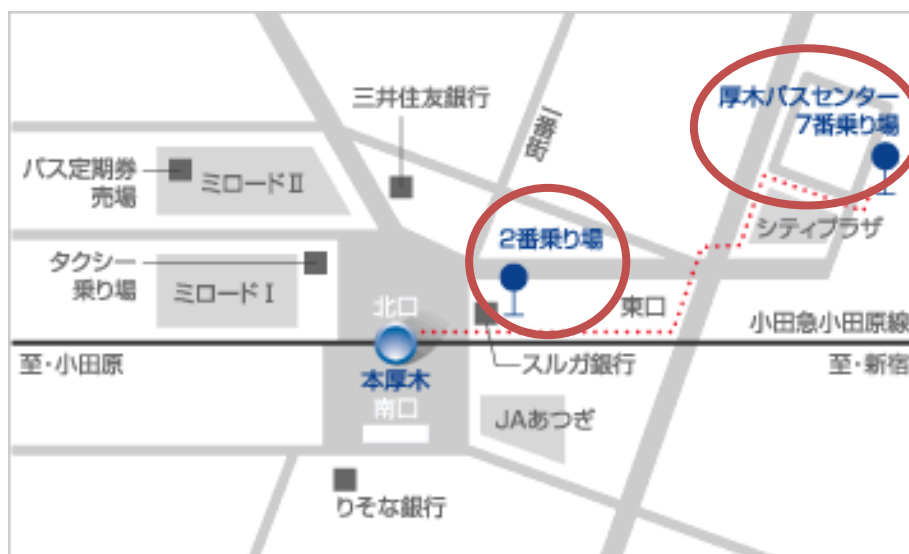 三井住友銀行
一番街
厚木バスセンター
7番乗り場
バス定期券
売場
ミロードⅡ
シティプラザ
2番乗り場
タクシー
乗り場
ミロードⅠ
北口
東口
小田急小田原線
至・小田原
本厚木
スルガ銀行
至・新宿
南口
JAあつぎ
りそな銀行